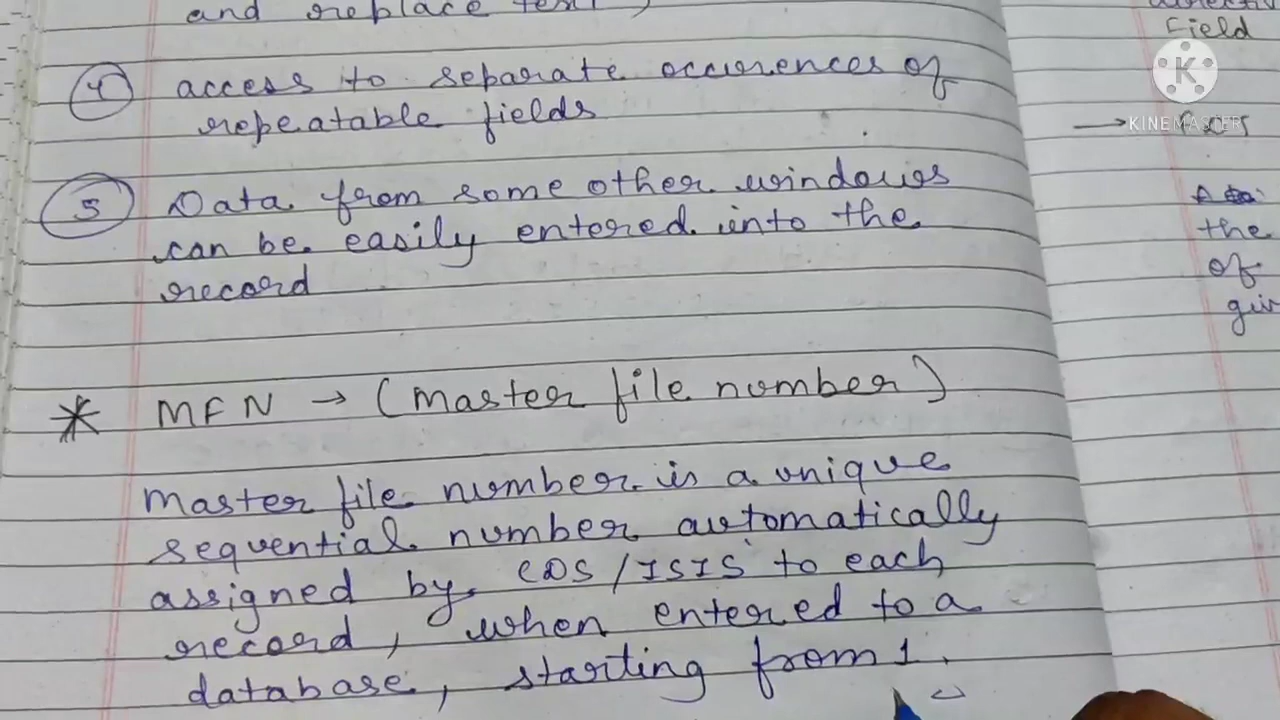 and replace text)
④ access to separate occurences of
repeatable fields
⑤ Data from some other windows
can be easily entered into the
record
* MFN → (Master file number)
Master file number is a unique
sequential number automatically
assigned by CDS/ISIS to each
record, when entered to a
database, starting from 1.
Field
→
the
of
KINEMASTER